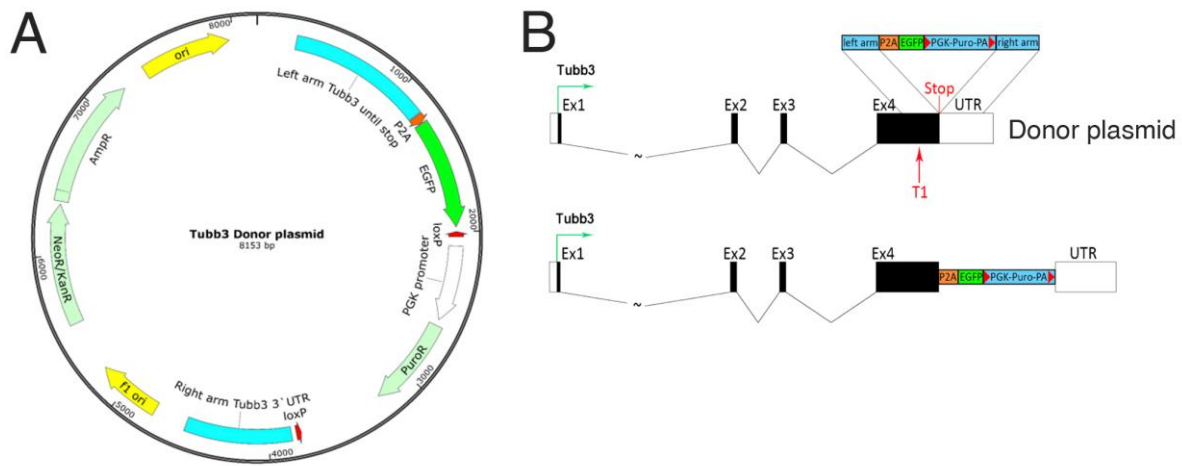 A
8000
ori
Left arm Tubb3 until stop
1000
P2A
EGFP
2000
loxP
PGK promoter
PuroR
3000
loxP
4000
Right arm Tubb3 3`UTR
f1 ori
5000
NeoR/KanR
6000
AmpR
7000
Tubb3 Donor plasmid
8153 bp
B
left arm P2A EGFP PGK-Puro-PA right arm
Tubb3
Stop
Ex1 Ex2 Ex3 Ex4 UTR
Donor plasmid
~
T1
Tubb3
Ex1 Ex2 Ex3 Ex4 UTR
P2A EGFP PGK-Puro-PA
~